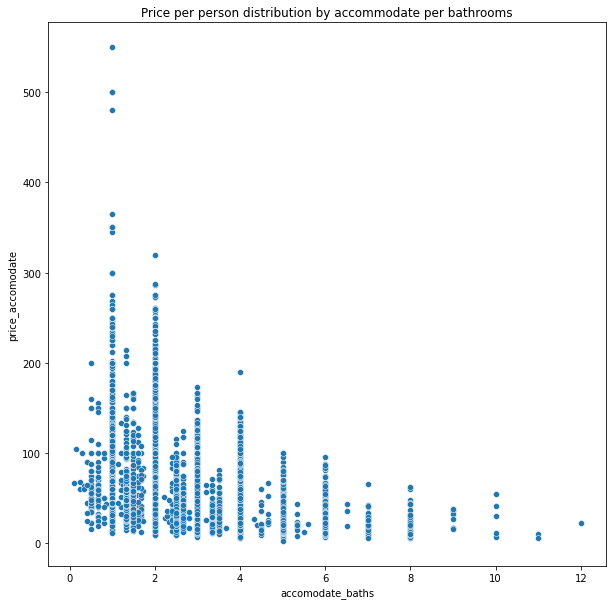 Price per person distribution by accommodate per bathrooms
500
400
300
200
100
0
price_accomodate
0 2 4 6 8 10 12
accomodate_baths